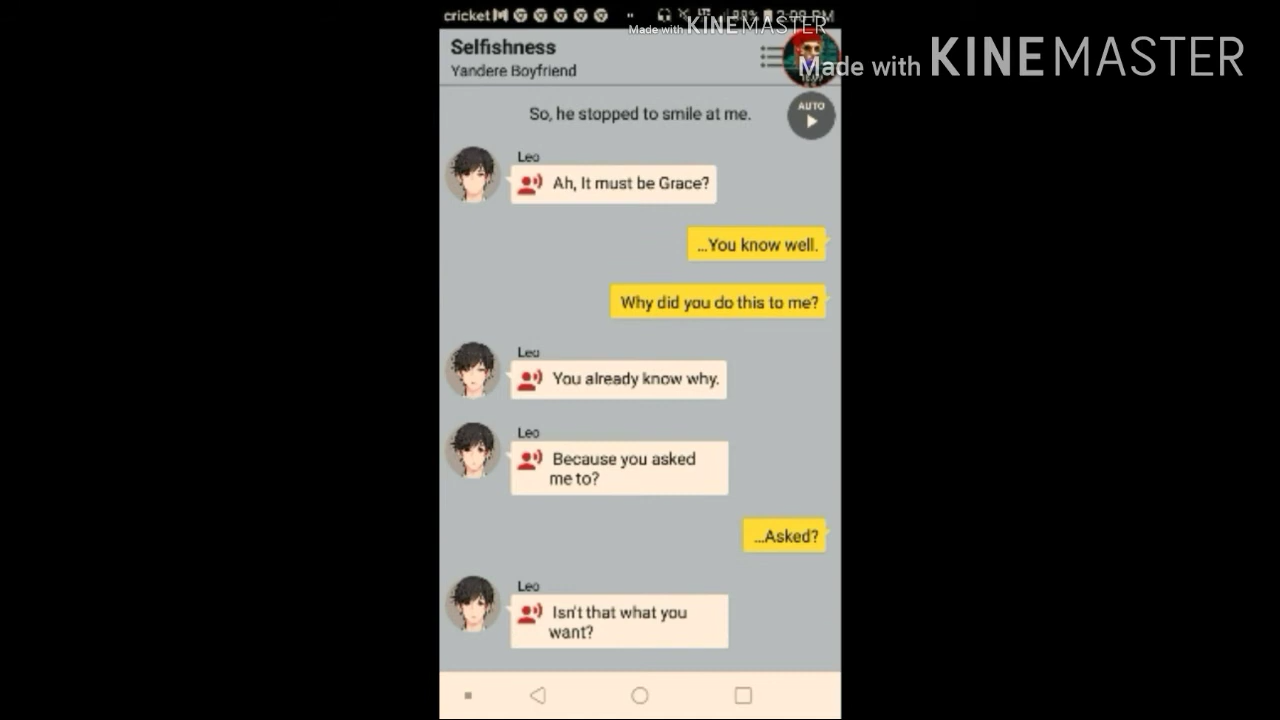 cricket
Made with KINEMASTER
Made with KINEMASTER
Selfishness
Yandere Boyfriend
So, he stopped to smile at me.
AUTO
Leo
Ah, It must be Grace?
...You know well.
Why did you do this to me?
Leo
You already know why.
Leo
Because you asked
me to?
...Asked?
Leo
Isn't that what you
want?